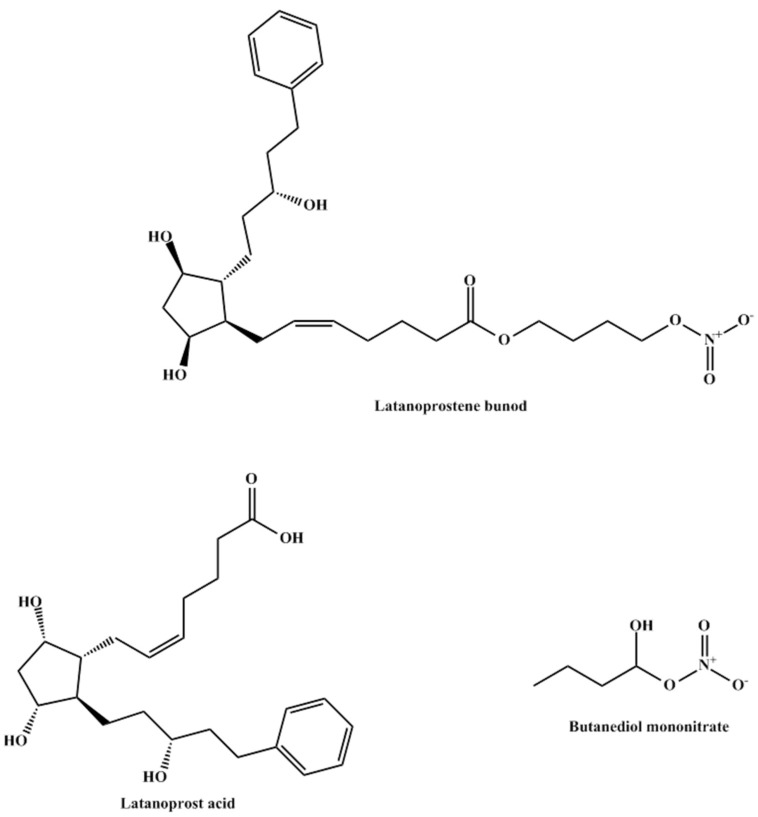 OH
HO
O
O
O
O-
N+
HO
O
Latanoprostene bunod
O
OH
HO
OH
O
N+
O
O-
HO
Butanediol mononitrate
HO
Latanoprost acid